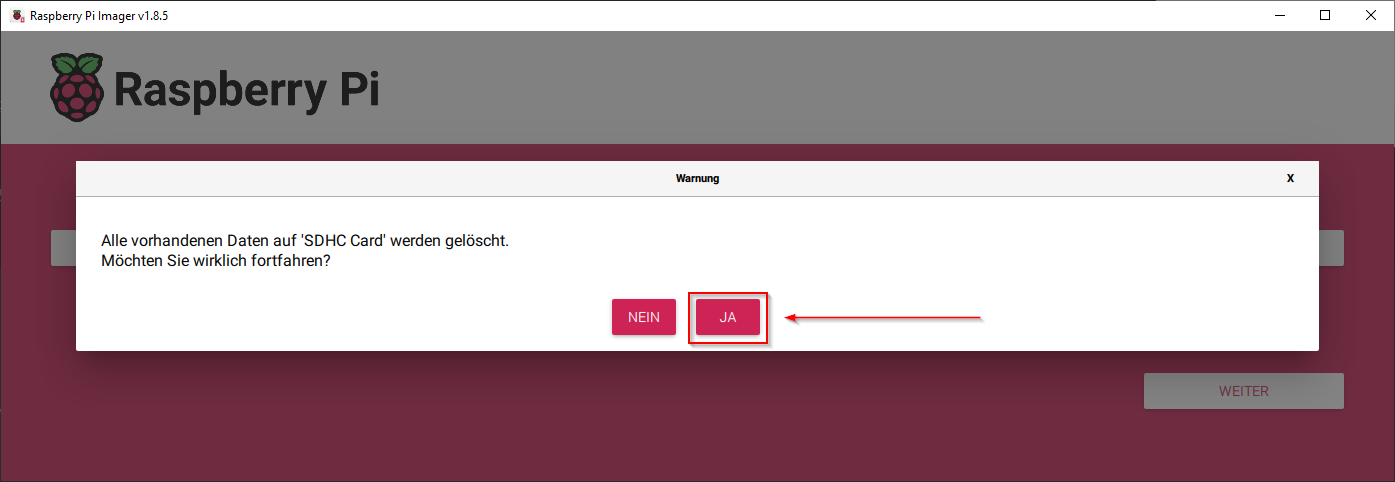 Raspberry Pi Imager v1.8.5
Raspberry Pi
Warnung
X
Alle vorhandenen Daten auf 'SDHC Card' werden gelöscht.
Möchten Sie wirklich fortfahren?
NEIN
JA
WEITER